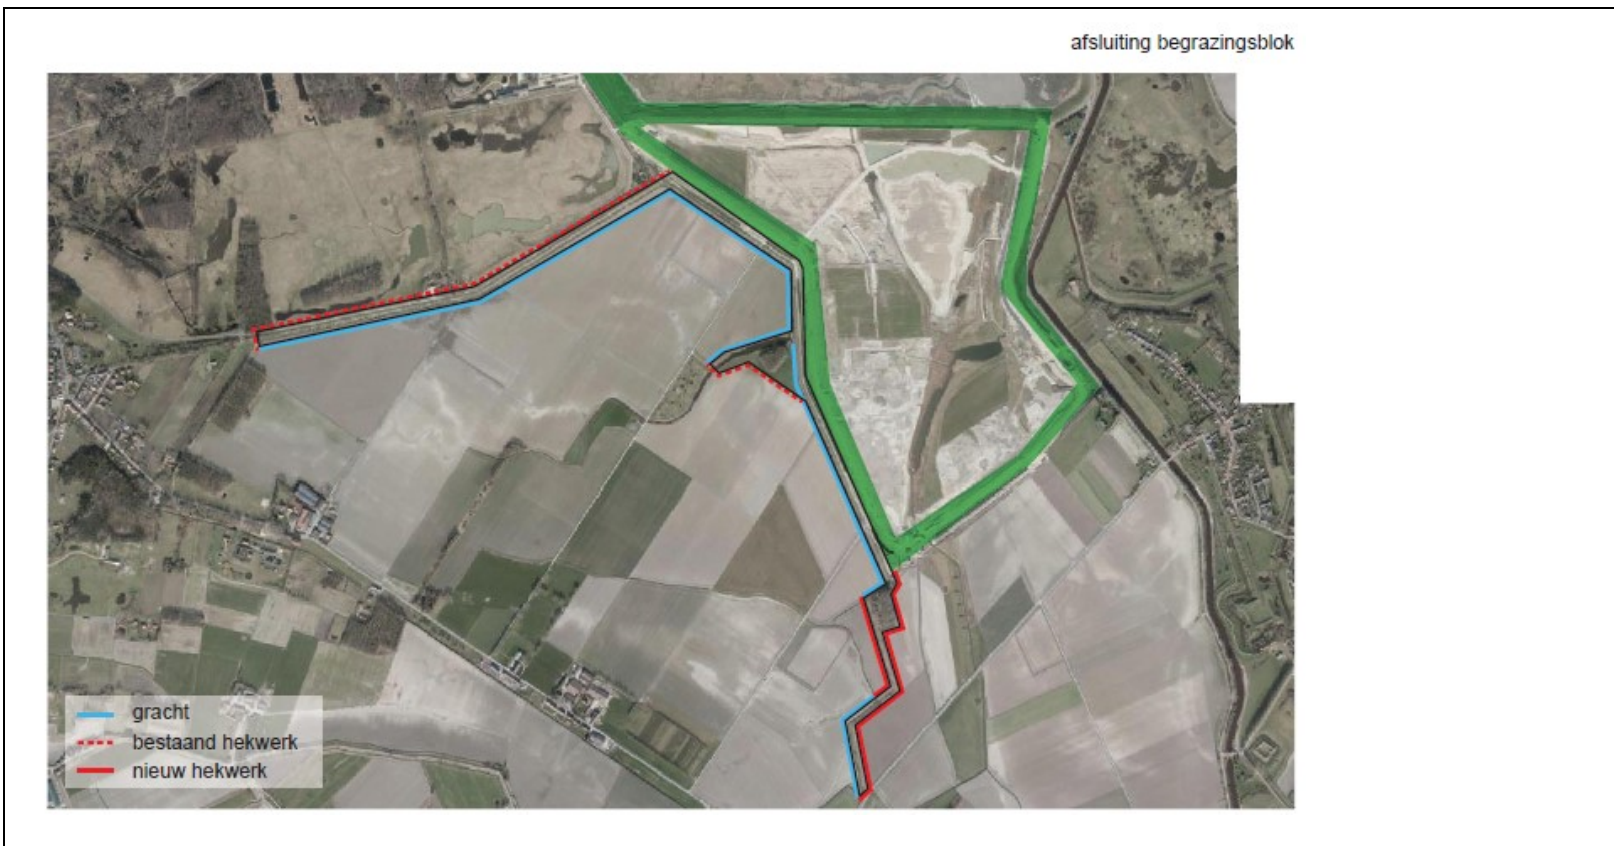 afsluiting begrazingsblok
gracht
bestaand hekwerk
nieuw hekwerk